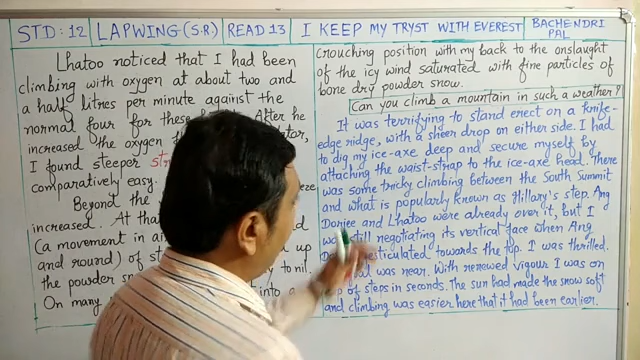 STD: 12 LAPWING (S.R.) READ 13 I KEEP MY TRYST WITH EVEREST BACHENDRI PAL
Lhatoo noticed that I had been
climbing with oxygen at about two and
a half litres per minute against the
normal four for these After he
increased the oxygen
I found steeper
comparatively easy.
Beyond the
increased. At that
(a movement in air
and round) of up
the powder to nil.
On many into a
crouching position with my back to the onslaught
of the icy wind saturated with fine particles of
bone dry powder snow.
Can you climb a mountain in such a weather?
It was terrifying to stand erect on a knife-
edge ridge, with a sheer drop on either side. I had
to dig my ice-axe deep and secure myself by
attaching the waist-strap to the ice-axe head. There
was some tricky climbing between the South Summit
and what is popularly known as Hillary's step. Ang
Dorjee and Lhatoo were already over it, but I
was still negotiating its vertical face when Ang
gesticulated towards the top. I was thrilled.
was near. With renewed vigour I was on
of steps in seconds. The sun had made the snow soft
and climbing was easier here that it had been earlier.